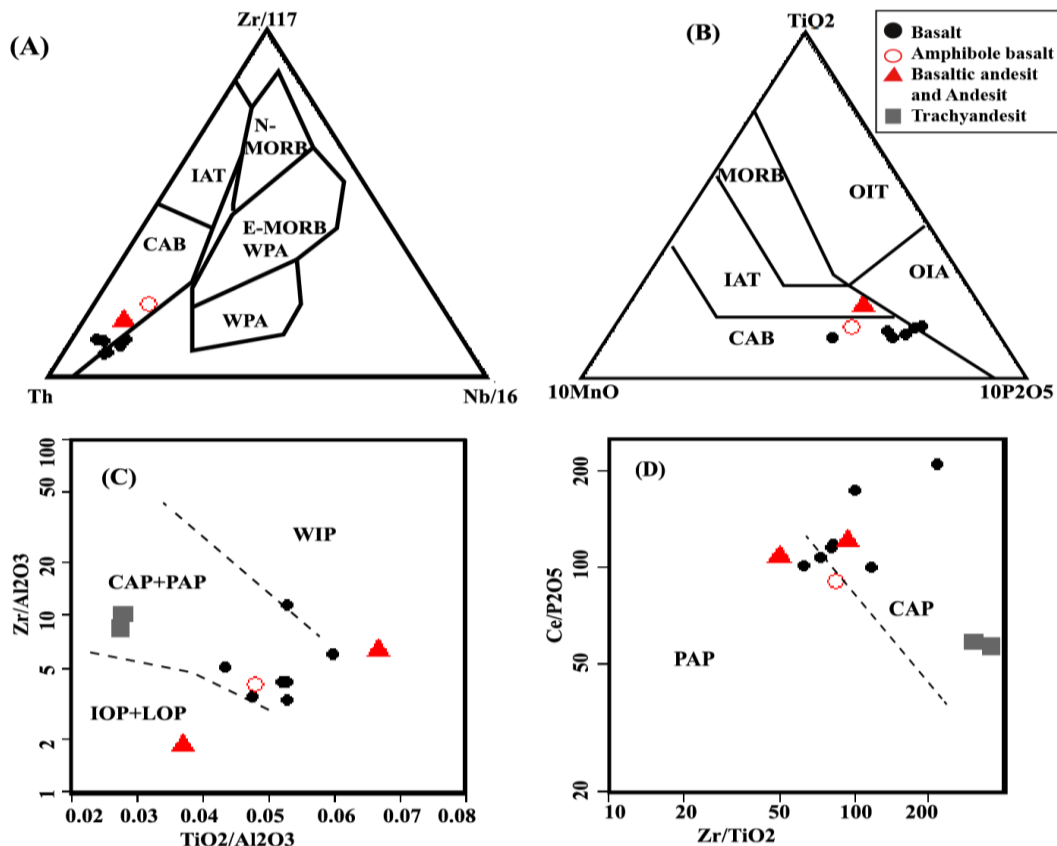 (A)
Zr/117
N-
MORB
IAT
E-MORB
WPA
CAB
WPA
Th
Nb/16
(B)
TiO2
MORB
OIT
OIA
IAT
CAB
10MnO
10P2O5
Basalt
Amphibole basalt
Basaltic andesit
and Andesit
Trachyandesit
(C)
WIP
CAP+PAP
IOP+LOP
Zr/Al2O3
100
50
20
10
5
2
1
0.02 0.03 0.04 0.05 0.06 0.07 0.08
TiO2/Al2O3
(D)
CAP
PAP
Ce/P2O5
200
100
50
20
10 20 50 100 200
Zr/TiO2